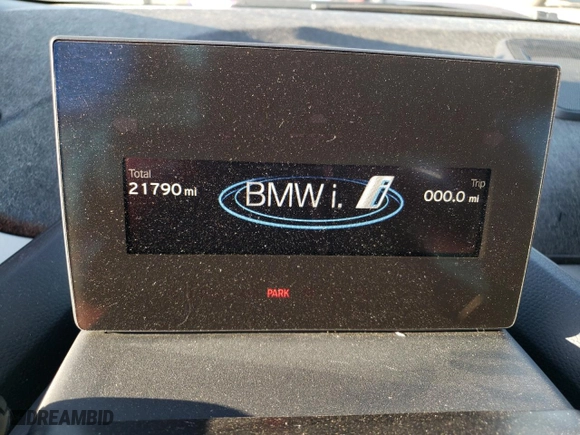 Total
21790 mi
BMW i. i
Trip
000.0 mi
PARK
DREAMBID